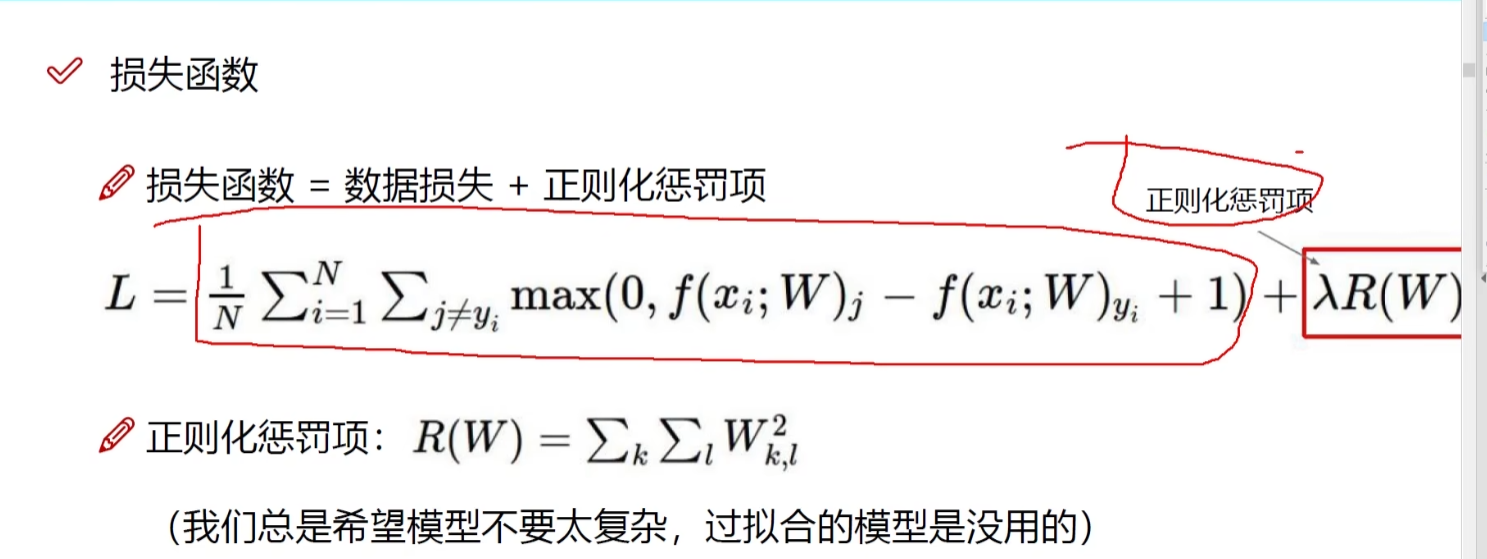 损失函数
损失函数 = 数据损失 + 正则化惩罚项
正则化惩罚项
L = \frac{1}{N} \sum_{i=1}^{N} \sum_{j \neq y_i} \max(0, f(x_i; W)_j - f(x_i; W)_{y_i} + 1) + \lambda R(W)
正则化惩罚项： R(W) = \sum_k \sum_l W_{k,l}^2
（我们总是希望模型不要太复杂，过拟合的模型是没用的）